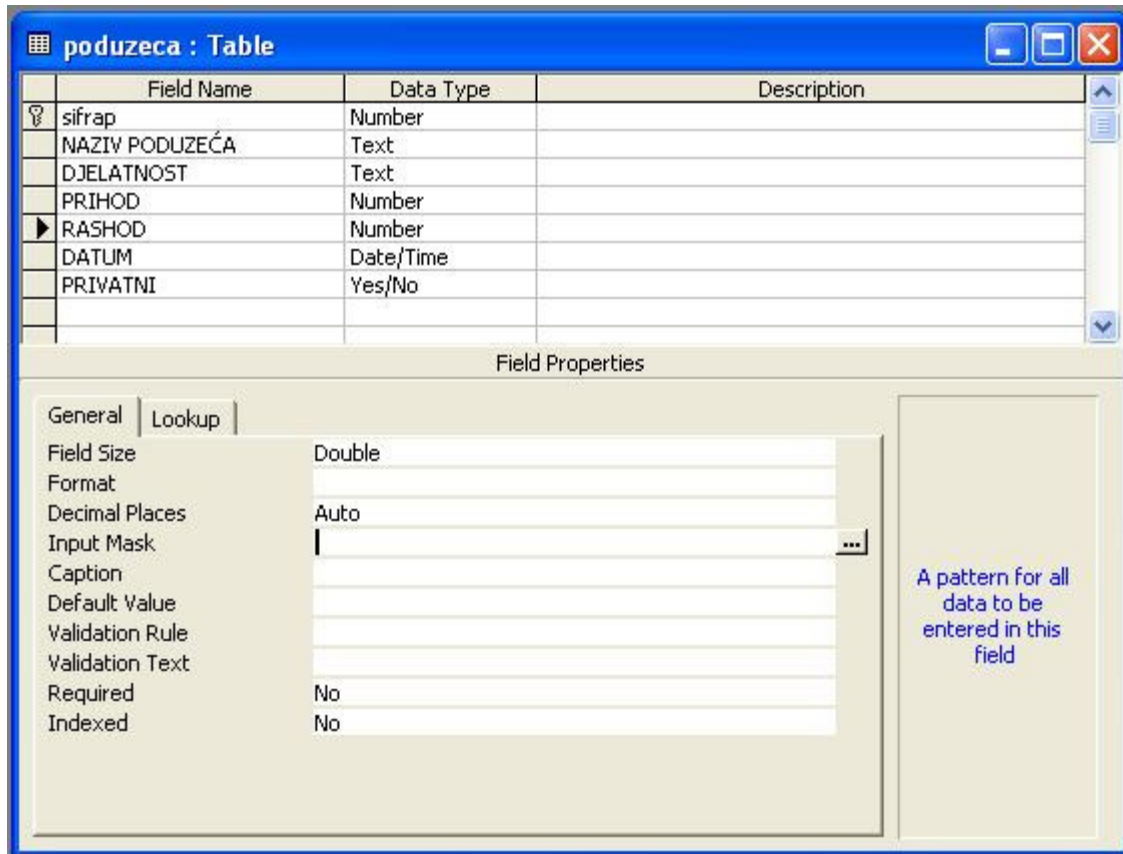 poduzeca : Table
Field Name Data Type Description
sifrap Number
NAZIV PODUZEĆA Text
DJELATNOST Text
PRIHOD Number
RASHOD Number
DATUM Date/Time
PRIVATNI Yes/No
Field Properties
General Lookup
Field Size Double
Format
Decimal Places Auto
Input Mask ...
Caption
Default Value
Validation Rule
Validation Text
Required No
Indexed No
A pattern for all
data to be
entered in this
field